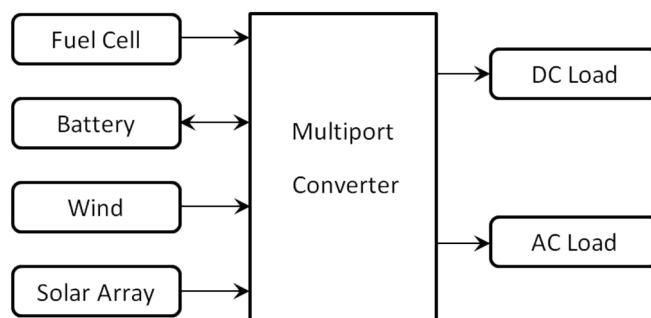 Fuel Cell
Battery
Wind
Solar Array
Multiport
Converter
DC Load
AC Load